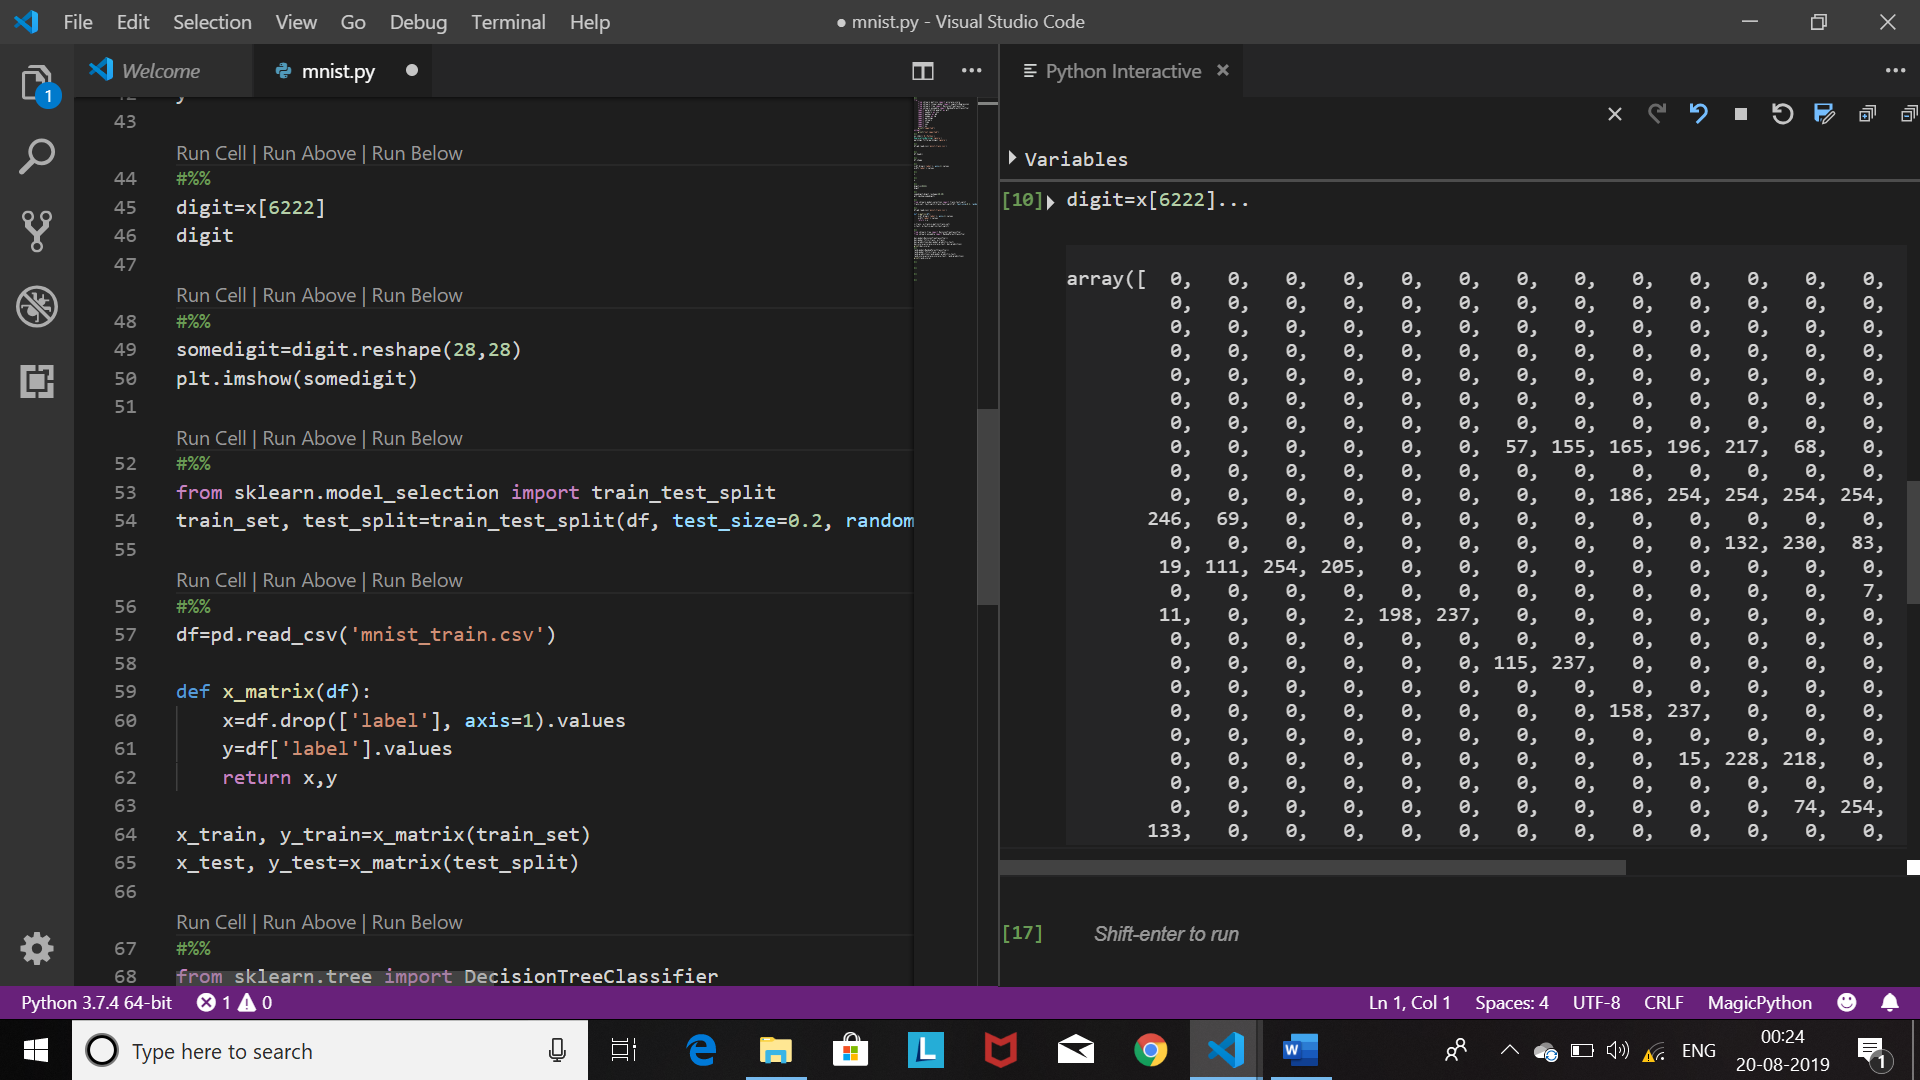 File Edit Selection View Go Debug Terminal Help
● mnist.py - Visual Studio Code
Welcome
mnist.py ●
Python Interactive ×
1
43
Run Cell | Run Above | Run Below
44 #%%
45 digit=x[6222]
46 digit
47
Run Cell | Run Above | Run Below
48 #%%
49 somedigit=digit.reshape(28,28)
50 plt.imshow(somedigit)
51
Run Cell | Run Above | Run Below
52 #%%
53 from sklearn.model_selection import train_test_split
54 train_set, test_split=train_test_split(df, test_size=0.2, random
55
Run Cell | Run Above | Run Below
56 #%%
57 df=pd.read_csv('mnist_train.csv')
58
59 def x_matrix(df):
60 x=df.drop(['label'], axis=1).values
61 y=df['label'].values
62 return x,y
63
64 x_train, y_train=x_matrix(train_set)
65 x_test, y_test=x_matrix(test_split)
66
Run Cell | Run Above | Run Below
67 #%%
68 from sklearn.tree import DecisionTreeClassifier
Variables
[10] digit=x[6222]...
array([ 0, 0, 0, 0, 0, 0, 0, 0, 0, 0, 0, 0, 0,
0, 0, 0, 0, 0, 0, 0, 0, 0, 0, 0, 0, 0,
0, 0, 0, 0, 0, 0, 0, 0, 0, 0, 0, 0, 0,
0, 0, 0, 0, 0, 0, 0, 0, 0, 0, 0, 0, 0,
0, 0, 0, 0, 0, 0, 0, 0, 0, 0, 0, 0, 0,
0, 0, 0, 0, 0, 0, 0, 0, 0, 0, 0, 0, 0,
0, 0, 0, 0, 0, 0, 0, 0, 0, 0, 0, 0, 0,
0, 0, 0, 0, 0, 0, 57, 155, 165, 196, 217, 68, 0,
0, 0, 0, 0, 0, 0, 0, 0, 0, 0, 0, 0, 0,
0, 0, 0, 0, 0, 0, 0, 0, 186, 254, 254, 254, 254,
246, 69, 0, 0, 0, 0, 0, 0, 0, 0, 0, 0, 0,
0, 0, 0, 0, 0, 0, 0, 0, 0, 0, 132, 230, 83,
19, 111, 254, 205, 0, 0, 0, 0, 0, 0, 0, 0, 0,
0, 0, 0, 0, 0, 0, 0, 0, 0, 0, 0, 0, 7,
11, 0, 0, 2, 198, 237, 0, 0, 0, 0, 0, 0, 0,
0, 0, 0, 0, 0, 0, 0, 0, 0, 0, 0, 0, 0,
0, 0, 0, 0, 0, 0, 115, 237, 0, 0, 0, 0, 0,
0, 0, 0, 0, 0, 0, 0, 0, 0, 0, 0, 0, 0,
0, 0, 0, 0, 0, 0, 0, 0, 158, 237, 0, 0, 0,
0, 0, 0, 0, 0, 0, 0, 0, 0, 0, 0, 0, 0,
0, 0, 0, 0, 0, 0, 0, 0, 0, 15, 228, 218, 0,
0, 0, 0, 0, 0, 0, 0, 0, 0, 0, 0, 0, 0,
0, 0, 0, 0, 0, 0, 0, 0, 0, 0, 0, 74, 254,
133, 0, 0, 0, 0, 0, 0, 0, 0, 0, 0, 0, 0,
[17] Shift-enter to run
Python 3.7.4 64-bit 1 0
Ln 1, Col 1 Spaces: 4 UTF-8 CRLF MagicPython
Type here to search
ENG
00:24
20-08-2019
1